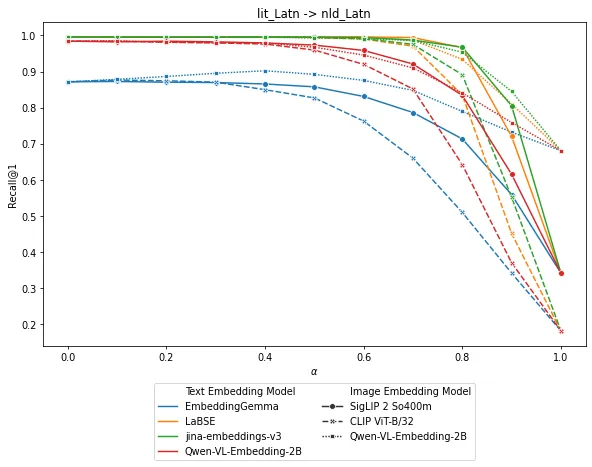 lit_Latn -> nld_Latn
Recall@1
1.0
0.9
0.8
0.7
0.6
0.5
0.4
0.3
0.2
0.0 0.2 0.4 0.6 0.8 1.0
α
Text Embedding Model Image Embedding Model
EmbeddingGemma SigLIP 2 So400m
LaBSE CLIP ViT-B/32
jina-embeddings-v3 Qwen-VL-Embedding-2B
Qwen-VL-Embedding-2B